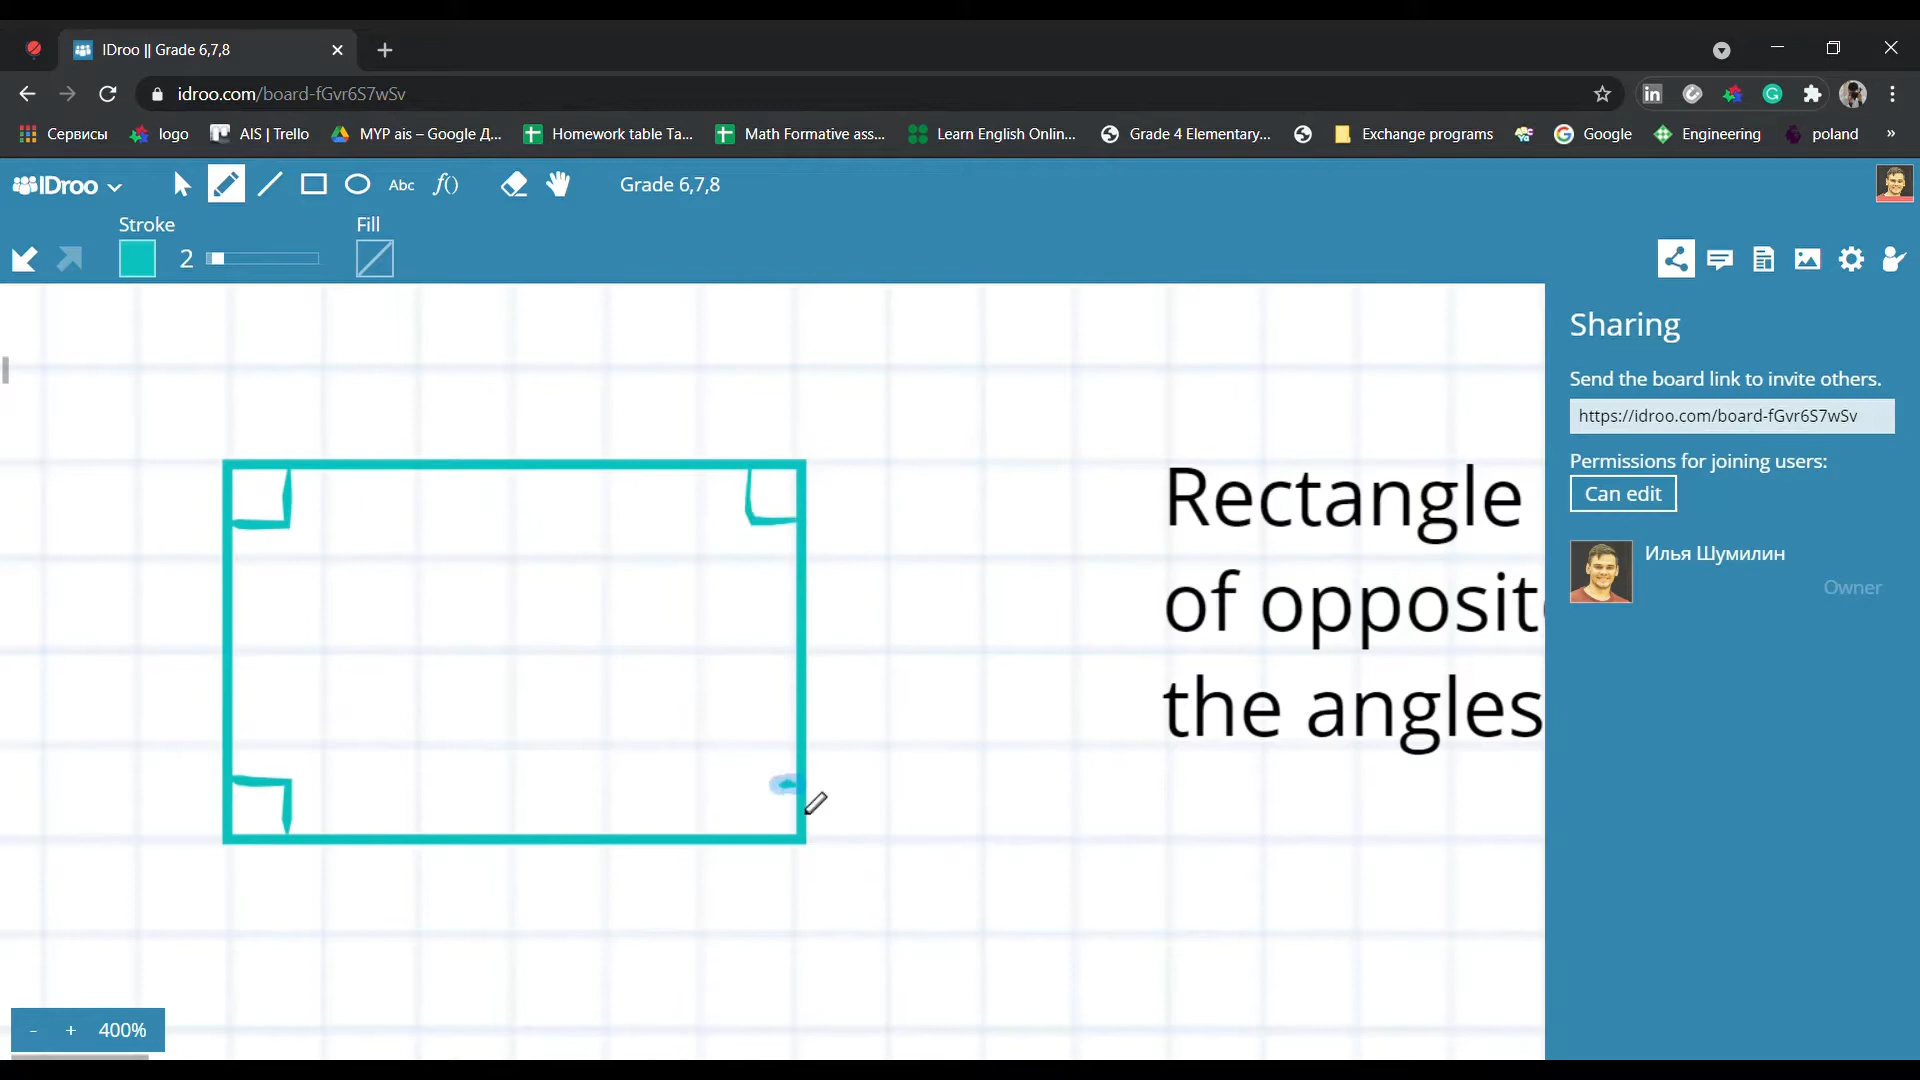 IDroo || Grade 6,7,8
idroo.com/board-fGvr6S7wSv
Сервисы logo AIS | Trello MYP ais – Google Д... Homework table Ta... Math Formative ass... Learn English Onlin... Grade 4 Elementary... Exchange programs Google Engineering poland »
IDroo Abc f() Grade 6,7,8
Stroke Fill
2
Sharing
Send the board link to invite others.
https://idroo.com/board-fGvr6S7wSv
Permissions for joining users:
Can edit
Илья Шумилин
Owner
Rectangle
of opposit
the angles
- + 400%